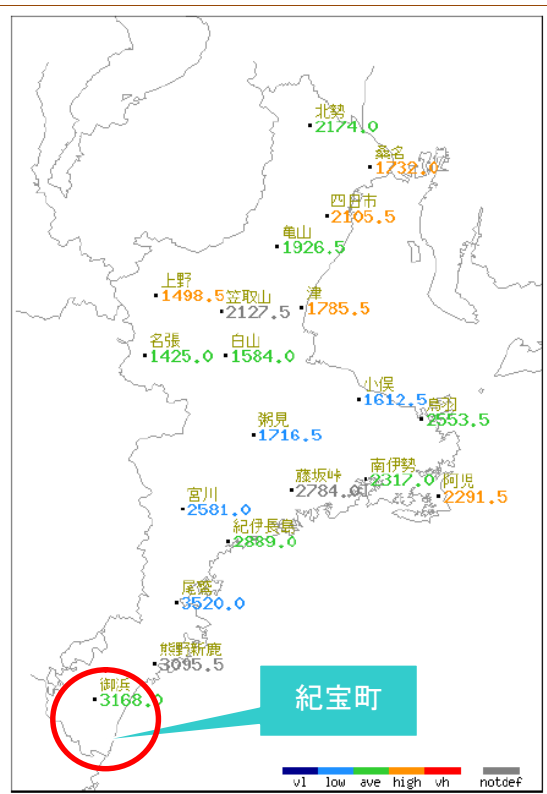 北勢
2174.0
桑名
1732.0
四日市
2105.5
亀山
1926.5
上野
1498.5
笠取山
2127.5
津
1785.5
名張
1425.0
白山
1584.0
小俣
1612.5
鳥羽
2553.5
粥見
1716.5
藤坂峠
2784.0
南伊勢
2317.0
阿児
2291.5
宮川
2581.0
紀伊長島
2889.0
尾鷲
3520.0
熊野新鹿
3095.5
御浜
3168.0
紀宝町
vl low ave high vh notdef